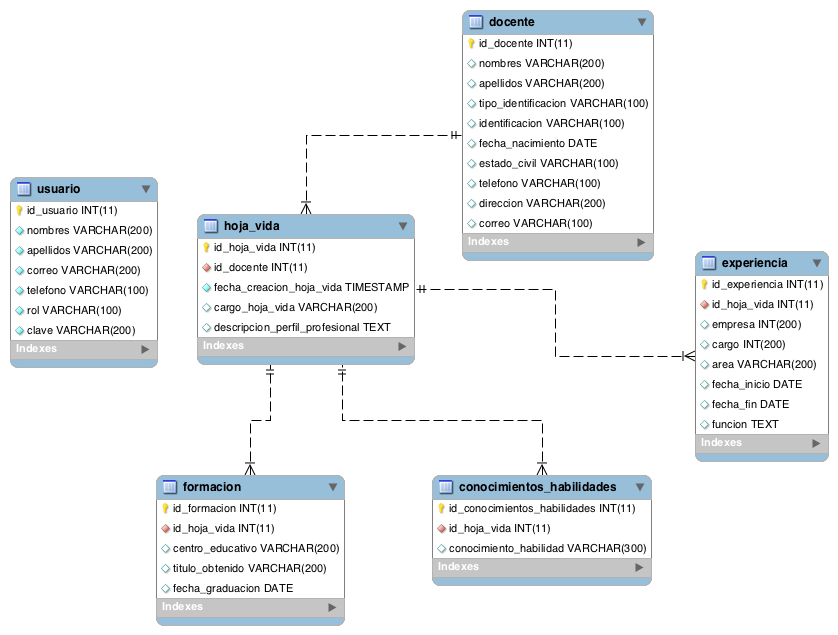 docente
id_docente INT(11)
nombres VARCHAR(200)
apellidos VARCHAR(200)
tipo_identificacion VARCHAR(100)
identificacion VARCHAR(100)
fecha_nacimiento DATE
estado_civil VARCHAR(100)
telefono VARCHAR(100)
direccion VARCHAR(200)
correo VARCHAR(100)
Indexes
usuario
id_usuario INT(11)
nombres VARCHAR(200)
apellidos VARCHAR(200)
correo VARCHAR(200)
telefono VARCHAR(100)
rol VARCHAR(100)
clave VARCHAR(200)
Indexes
hoja_vida
id_hoja_vida INT(11)
id_docente INT(11)
fecha_creacion_hoja_vida TIMESTAMP
cargo_hoja_vida VARCHAR(200)
descripcion_perfil_profesional TEXT
Indexes
experiencia
id_experiencia INT(11)
id_hoja_vida INT(11)
empresa INT(200)
cargo INT(200)
area VARCHAR(200)
fecha_inicio DATE
fecha_fin DATE
funcion TEXT
Indexes
formacion
id_formacion INT(11)
id_hoja_vida INT(11)
centro_educativo VARCHAR(200)
titulo_obtenido VARCHAR(200)
fecha_graduacion DATE
Indexes
conocimientos_habilidades
id_conocimientos_habilidades INT(11)
id_hoja_vida INT(11)
conocimiento_habilidad VARCHAR(300)
Indexes